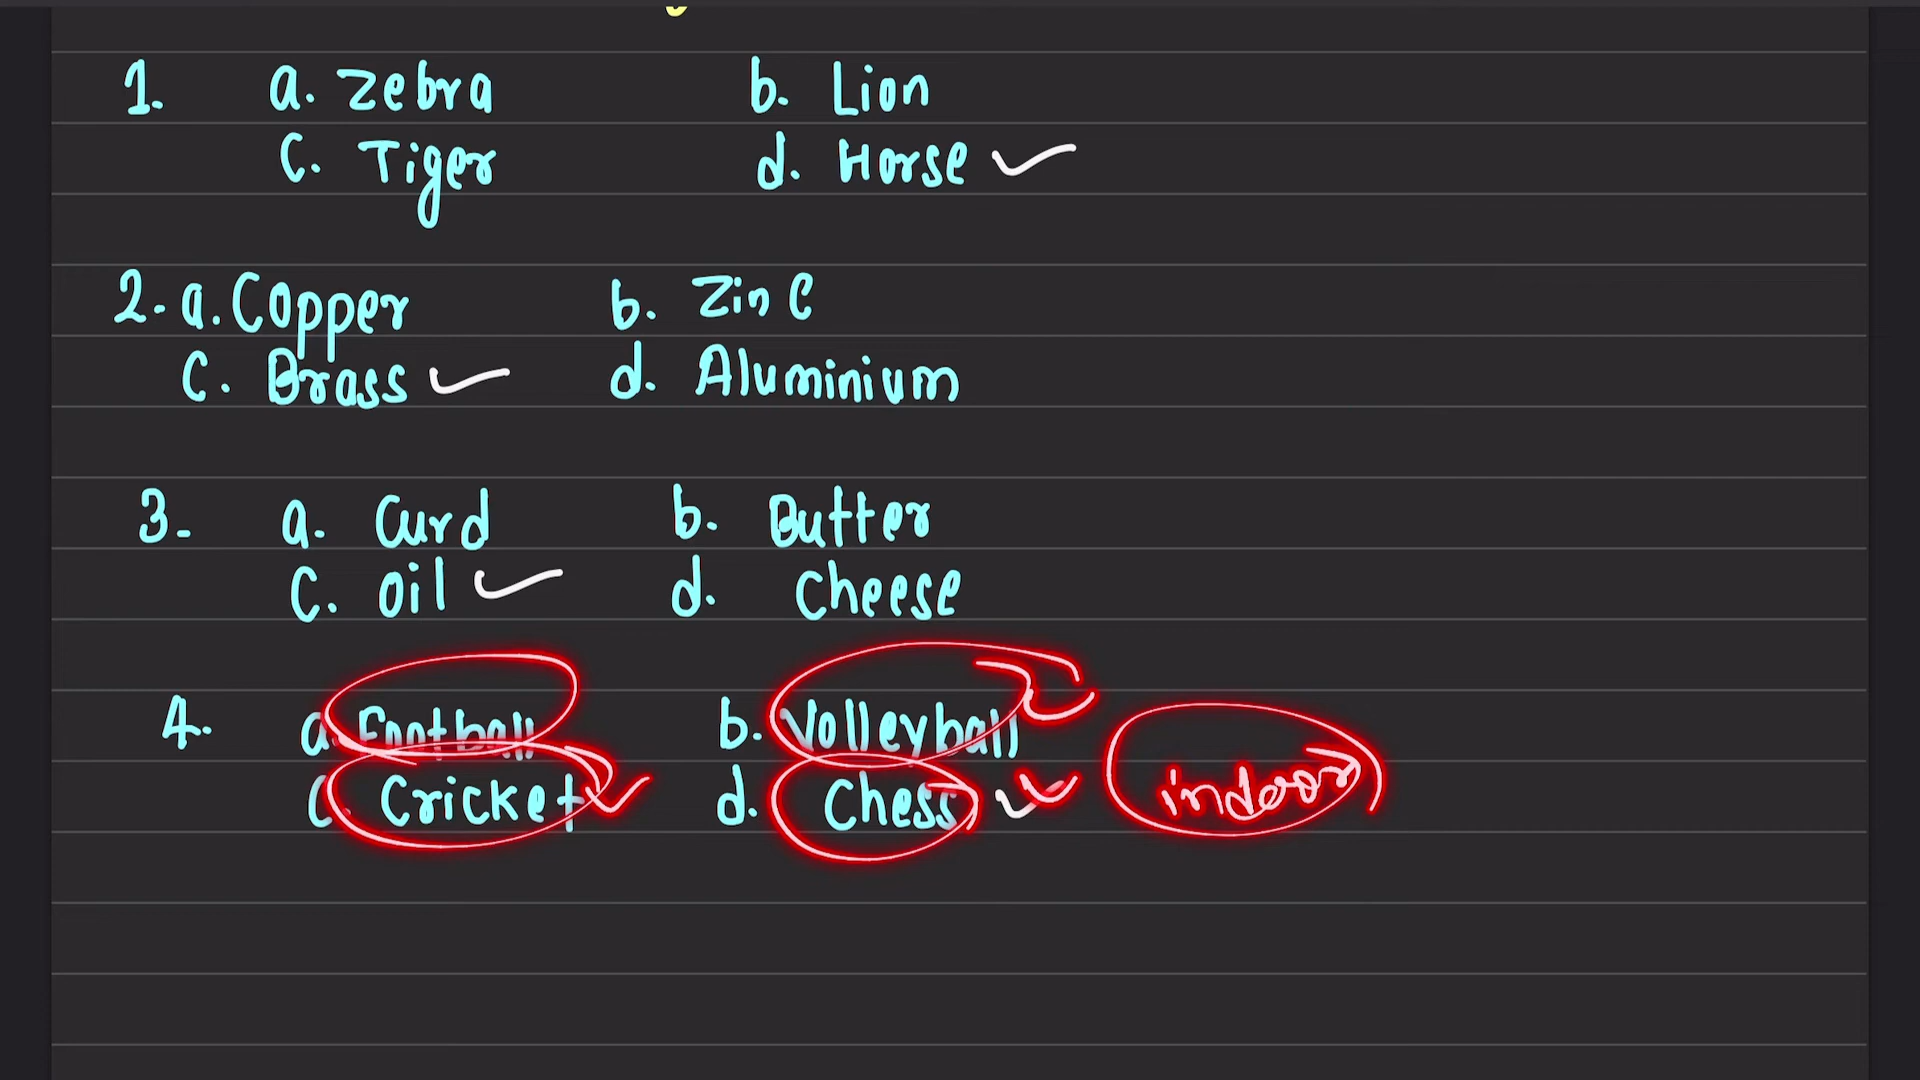 1. a. Zebra b. Lion
c. Tiger d. Horse
2. a. Copper b. Zinc
c. Brass d. Aluminium
3. a. Curd b. Butter
c. oil d. Cheese
4. a. Football b. Volleyball
c. Cricket d. Chess indoor